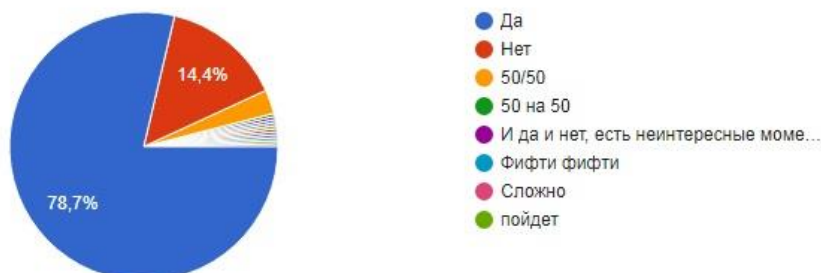 14,4%
78,7%
Да
Нет
50/50
50 на 50
И да и нет, есть неинтересные моме...
Фифти фифти
Сложно
пойдет